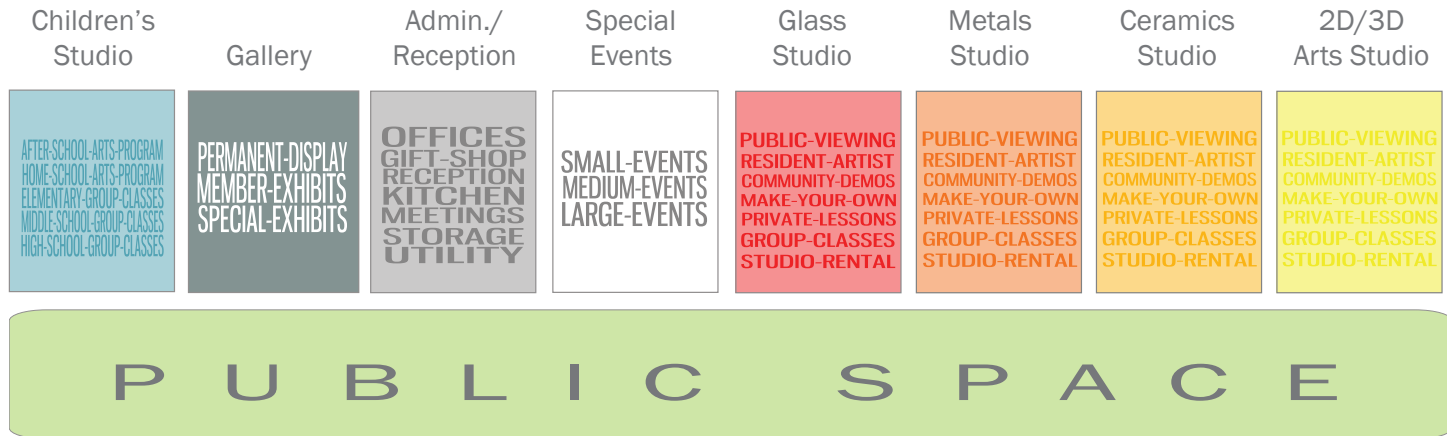 Children's
Studio
Gallery
Admin./
Reception
Special
Events
Glass
Studio
Metals
Studio
Ceramics
Studio
2D/3D
Arts Studio
AFTER-SCHOOL-ARTS-PROGRAM
HOME-SCHOOL-ARTS-PROGRAM
ELEMENTARY-GROUP-CLASSES
MIDDLE-SCHOOL-GROUP-CLASSES
HIGH-SCHOOL-GROUP-CLASSES
PERMANENT-DISPLAY
MEMBER-EXHIBITS
SPECIAL-EXHIBITS
OFFICES
GIFT-SHOP
RECEPTION
KITCHEN
MEETINGS
STORAGE
UTILITY
SMALL-EVENTS
MEDIUM-EVENTS
LARGE-EVENTS
PUBLIC-VIEWING
RESIDENT-ARTIST
COMMUNITY-DEMOS
MAKE-YOUR-OWN
PRIVATE-LESSONS
GROUP-CLASSES
STUDIO-RENTAL
PUBLIC-VIEWING
RESIDENT-ARTIST
COMMUNITY-DEMOS
MAKE-YOUR-OWN
PRIVATE-LESSONS
GROUP-CLASSES
STUDIO-RENTAL
PUBLIC-VIEWING
RESIDENT-ARTIST
COMMUNITY-DEMOS
MAKE-YOUR-OWN
PRIVATE-LESSONS
GROUP-CLASSES
STUDIO-RENTAL
PUBLIC-VIEWING
RESIDENT-ARTIST
COMMUNITY-DEMOS
MAKE-YOUR-OWN
PRIVATE-LESSONS
GROUP-CLASSES
STUDIO-RENTAL
PUBLIC SPACE